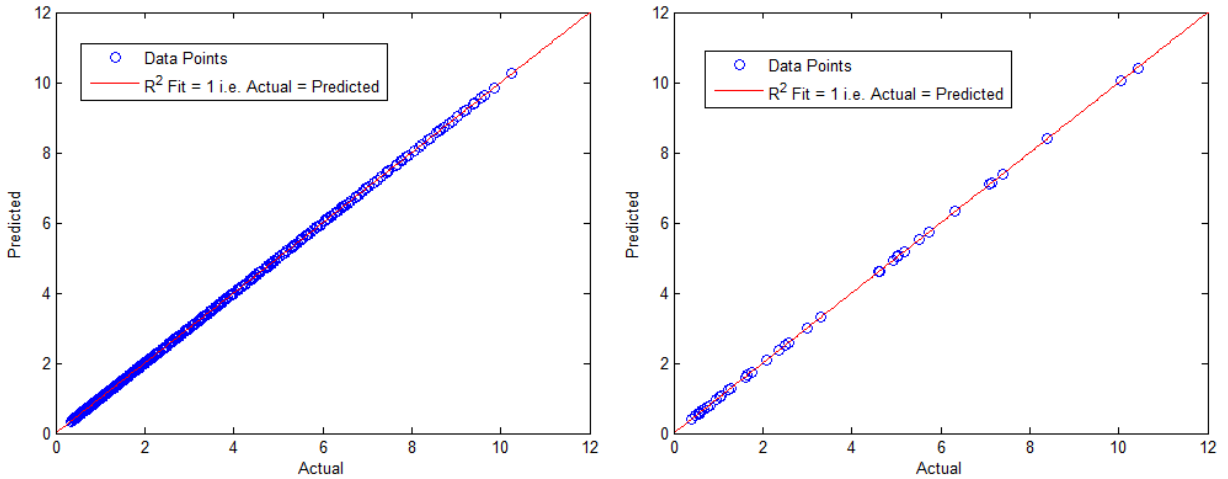 12
10
8
6
4
2
0
Predicted
Data Points
R² Fit = 1 i.e. Actual = Predicted
0 2 4 6 8 10 12
Actual
12
10
8
6
4
2
0
Predicted
Data Points
R² Fit = 1 i.e. Actual = Predicted
0 2 4 6 8 10 12
Actual